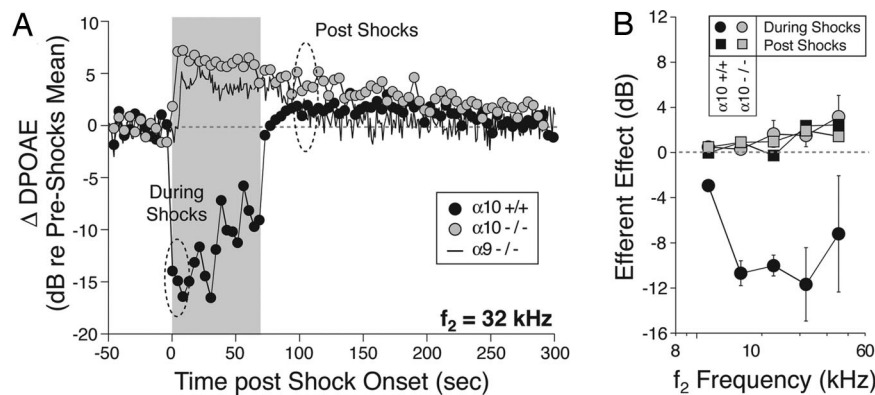 A
Δ DPOAE
(dB re Pre-Shocks Mean)
10
5
0
-5
-10
-15
-20
Post Shocks
During
Shocks
α10 +/+
α10 -/-
α9 -/-
f2 = 32 kHz
-50 0 50 100 150 200 250 300
Time post Shock Onset (sec)
B
Efferent Effect (dB)
12
8
4
0
-4
-8
-12
-16
During Shocks
Post Shocks
α10 +/+
α10 -/-
8 10 60
f2 Frequency (kHz)